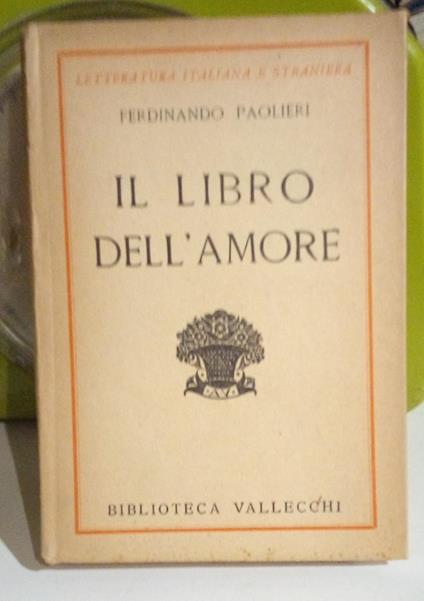 LETTERATURA ITALIANA E STRANIERA
FERDINANDO PAOLIERI
IL LIBRO
DELL'AMORE
A V
BIBLIOTECA VALLECCHI